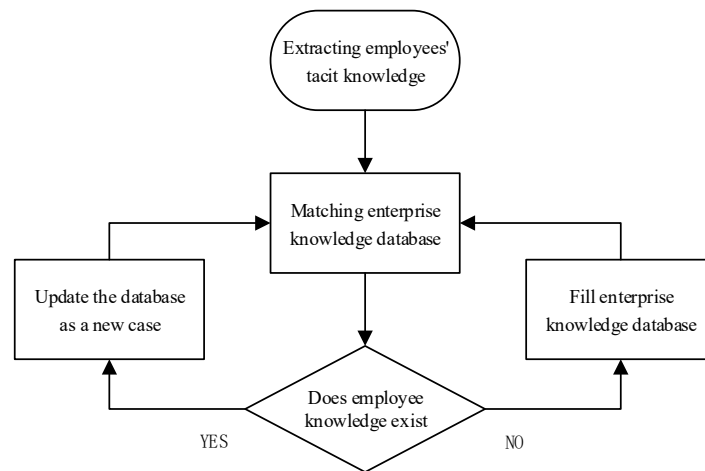 Extracting employees'
tacit knowledge
Matching enterprise
knowledge database
Update the database
as a new case
Fill enterprise
knowledge database
Does employee
knowledge exist
YES
NO